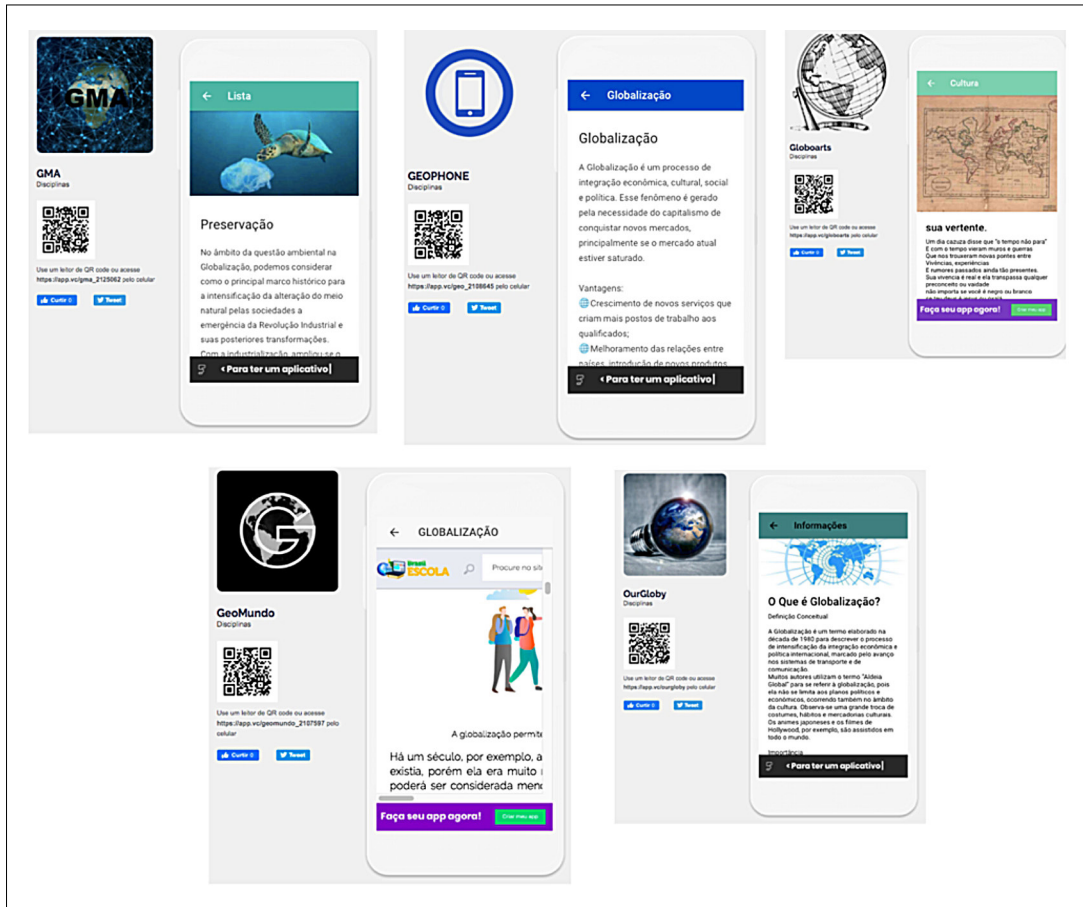 GMA
GMA
Disciplinas
Use um leitor de QR code ou acesse
https://app.vc/gma_2125062 pelo celular
Curtir 0
Tweet
← Lista
Preservação
No âmbito da questão ambiental na
Globalização, podemos considerar
como o principal marco histórico para
a intensificação da alteração do meio
natural pelas sociedades a
emergência da Revolução Industrial e
suas posteriores transformações.
Com a industrialização, ampliou-se o
< Para ter um aplicativo|
GEOPHONE
Disciplinas
Use um leitor de QR code ou acesse
https://app.vc/geo_2108645 pelo celular
Curtir 0
Tweet
← Globalização
Globalização
A Globalização é um processo de
integração econômica, cultural, social
e política. Esse fenômeno é gerado
pela necessidade do capitalismo de
conquistar novos mercados,
principalmente se o mercado atual
estiver saturado.
Vantagens:
🌐Crescimento de novos serviços que
criam mais postos de trabalho aos
qualificados;
🌐Melhoramento das relações entre
países, introdução de novos produtos
< Para ter um aplicativo|
Globoarts
Disciplinas
Use um leitor de QR code ou acesse
https://app.vc/globoarts pelo celular
Curtir 0
Tweet
← Cultura
sua vertente.
Um dia cazuza disse que "o tempo não para"
E com o tempo vieram muros e guerras
Que nos trouxeram novas pontes entre
Vivências, experiências
E rumores passados ainda tão presentes.
Sua vivencia é real e ela transpassa qualquer
preconceito ou vaidade
não importa se você é negro ou branco
Faça seu app agora!
Criar meu app
G
GeoMundo
Disciplinas
Use um leitor de QR code ou acesse
https://app.vc/geomundo_2107597 pelo
celular
Curtir 0
Tweet
← GLOBALIZAÇÃO
Brasil
ESCOLA
Procure no site
A globalização permite
Há um século, por exemplo, a
existia, porém ela era muito
poderá ser considerada meno
Faça seu app agora!
Criar meu app
OurGloby
Disciplinas
Use um leitor de QR code ou acesse
https://app.vc/ourgloby pelo celular
Curtir 0
Tweet
← Informações
O Que é Globalização?
Definição Conceitual
A Globalização é um termo elaborado na
década de 1980 para descrever o processo
de intensificação da integração econômica e
política internacional, marcado pelo avanço
nos sistemas de transporte e de
comunicação.
Muitos autores utilizam o termo "Aldeia
Global" para se referir à globalização, pois
ela não se limita aos planos políticos e
econômicos, ocorrendo também no âmbito
da cultura. Observa-se uma grande troca de
costumes, hábitos e mercadorias culturais.
Os animes japoneses e os filmes de
Hollywood, por exemplo, são assistidos em
todo o mundo.
Importância
< Para ter um aplicativo|